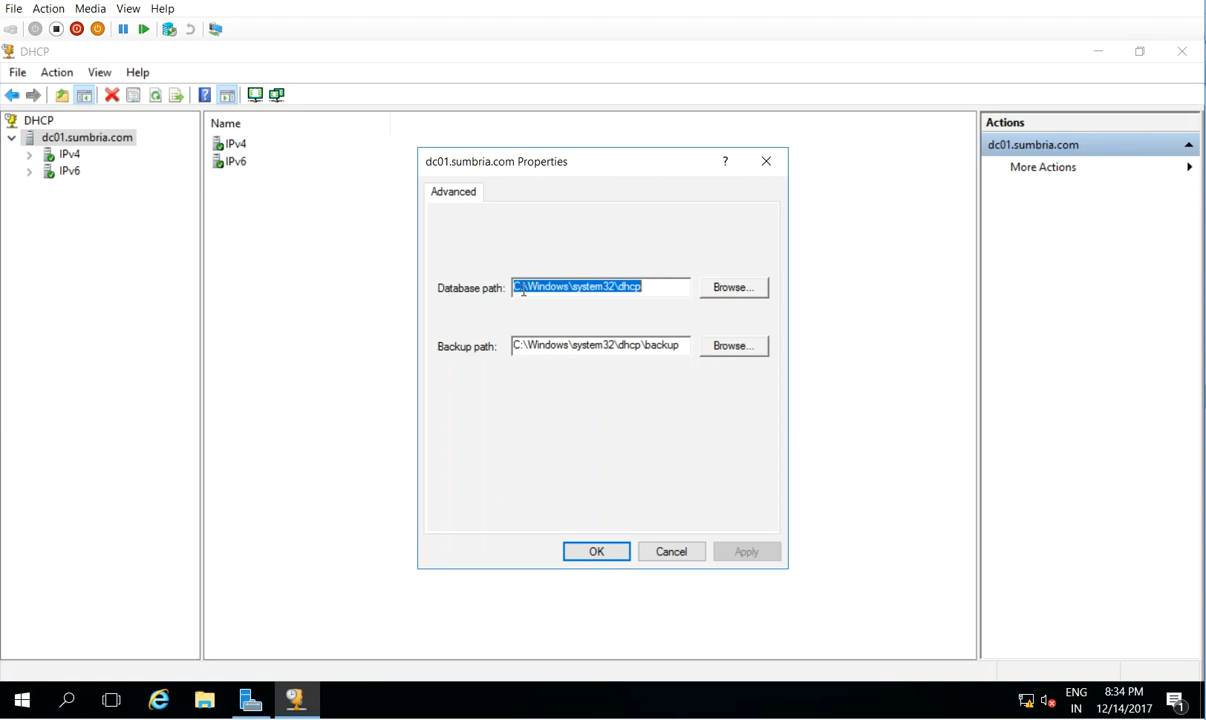 File Action Media View Help
DHCP
File Action View Help
DHCP
dc01.sumbria.com
IPv4
IPv6
Name
IPv4
IPv6
dc01.sumbria.com Properties
?
Advanced
Database path: C:\Windows\system32\dhcp Browse...
Backup path: C:\Windows\system32\dhcp\backup Browse...
OK Cancel Apply
Actions
dc01.sumbria.com
More Actions
ENG
IN
8:34 PM
12/14/2017
1